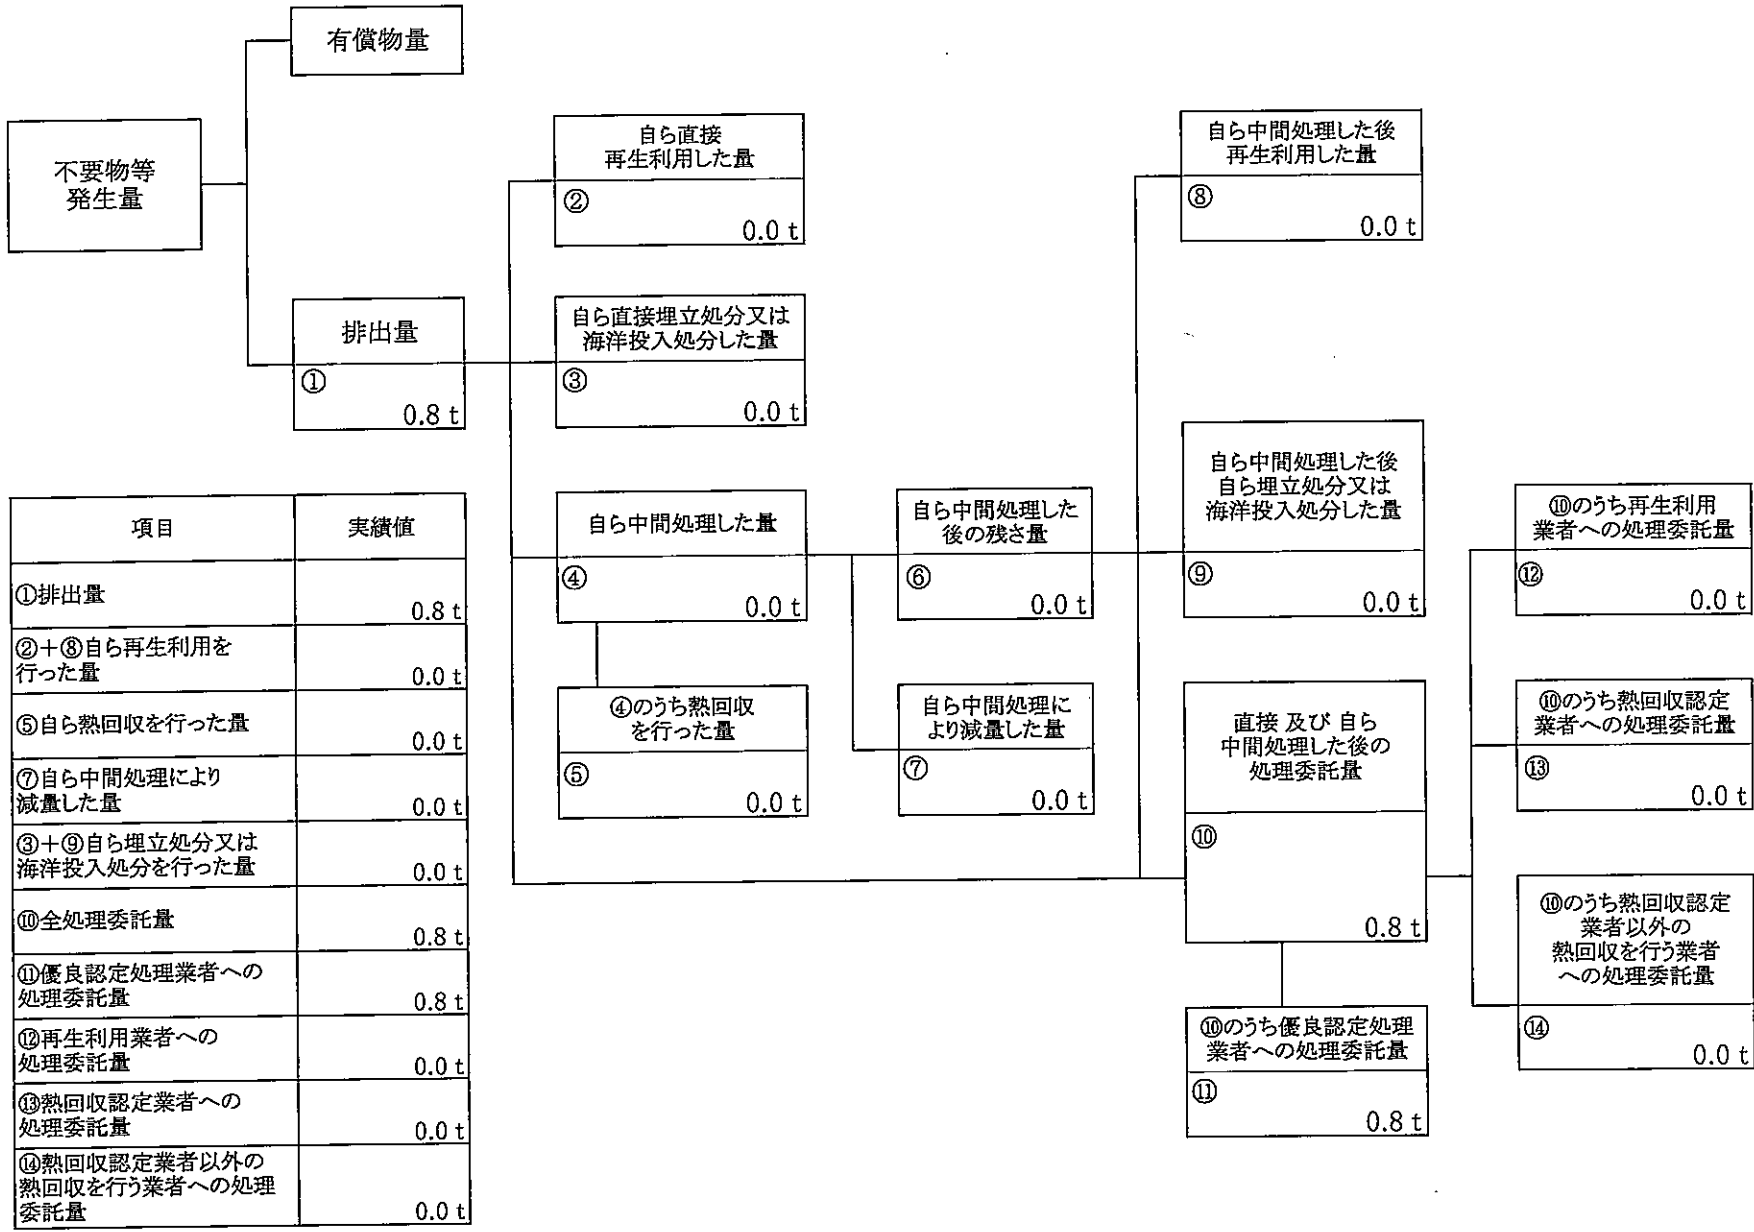 有償物量
不要物等
発生量
排出量
①
0.8 t
自ら直接
再生利用した量
②
0.0 t
自ら直接埋立処分又は
海洋投入処分した量
③
0.0 t
自ら中間処理した量
④
0.0 t
④のうち熱回収
を行った量
⑤
0.0 t
自ら中間処理した
後の残さ量
⑥
0.0 t
自ら中間処理に
より減量した量
⑦
0.0 t
自ら中間処理した後
再生利用した量
⑧
0.0 t
自ら中間処理した後
自ら埋立処分又は
海洋投入処分した量
⑨
0.0 t
直接 及び 自ら
中間処理した後の
処理委託量
⑩
0.8 t
⑩のうち優良認定処理
業者への処理委託量
⑪
0.8 t
⑩のうち再生利用
業者への処理委託量
⑫
0.0 t
⑩のうち熱回収認定
業者への処理委託量
⑬
0.0 t
⑩のうち熱回収認定
業者以外の
熱回収を行う業者
への処理委託量
⑭
0.0 t
項目 実績値
①排出量
0.8 t
②+⑧自ら再生利用を
行った量 0.0 t
⑤自ら熱回収を行った量
0.0 t
⑦自ら中間処理により
減量した量 0.0 t
③+⑨自ら埋立処分又は
海洋投入処分を行った量 0.0 t
⑩全処理委託量
0.8 t
⑪優良認定処理業者への
処理委託量 0.8 t
⑫再生利用業者への
処理委託量 0.0 t
⑬熱回収認定業者への
処理委託量 0.0 t
⑭熱回収認定業者以外の
熱回収を行う業者への処理
委託量 0.0 t